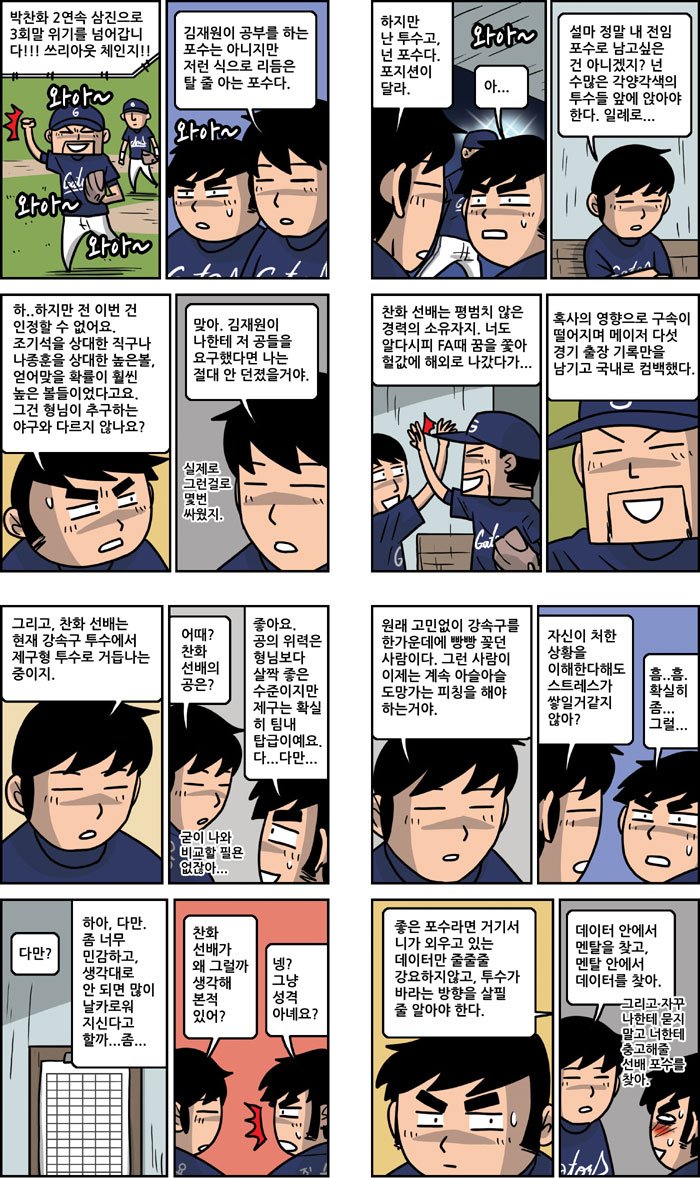 박찬화 2연속 삼진으로
3회말 위기를 넘어갑니
다!!! 쓰리아웃 체인지!!
와아~
G
와아~
와아~
김재원이 공부를 하는
포수는 아니지만
저런 식으로 리듬은
탈 줄 아는 포수다.
와아~
하..하지만 전 이번 건
인정할 수 없어요.
조기석을 상대한 직구나
나종훈을 상대한 높은볼,
얻어맞을 확률이 훨씬
높은 볼들이었다고요.
그건 형님이 추구하는
야구와 다르지 않나요?
맞아. 김재원이
나한테 저 공들을
요구했다면 나는
절대 안 던졌을거야.
실제로
그런걸로
몇번
싸웠지.
하지만
난 투수고,
넌 포수다.
포지션이
달라.
와아~
아...
설마 정말 내 전임
포수로 남고싶은
건 아니겠지? 넌
수많은 각양각색의
투수들 앞에 앉아야
한다. 일례로...
찬화 선배는 평범치 않은
경력의 소유자지. 너도
알다시피 FA때 꿈을 쫓아
헐값에 해외로 나갔다가...
G
Goats
혹사의 영향으로 구속이
떨어지며 메이저 다섯
경기 출장 기록만을
남기고 국내로 컴백했다.
그리고, 찬화 선배는
현재 강속구 투수에서
제구형 투수로 거듭나는
중이지.
어때?
찬화
선배의
공은?
좋아요.
공의 위력은
형님보다
살짝 좋은
수준이지만
제구는 확실
히 팀내
탑급이예요.
다...다만...
굳이 나와
비교할 필욘
없잖아...
다만?
하아, 다만.
좀 너무
민감하고,
생각대로
안 되면 많이
날카로워
지신다고
할까...좀...
찬화
선배가
왜 그럴까
생각해
본적
있어?
넹?
그냥
성격
아녜요?
원래 고민없이 강속구를
한가운데에 빵빵 꽂던
사람이다. 그런 사람이
이제는 계속 아슬아슬
도망가는 피칭을 해야
하는거야.
자신이 처한
상황을
이해한다해도
스트레스가
쌓일거같지
않아?
흠..흠.
확실히
좀...
그럴...
좋은 포수라면 거기서
니가 외우고 있는
데이터만 줄줄줄
강요하지않고, 투수가
바라는 방향을 살필
줄 알아야 한다.
데이터 안에서
멘탈을 찾고,
멘탈 안에서
데이터를 찾아.
그리고 자꾸
나한테 묻지
말고 너한테
충고해줄
선배 포수를
찾아.